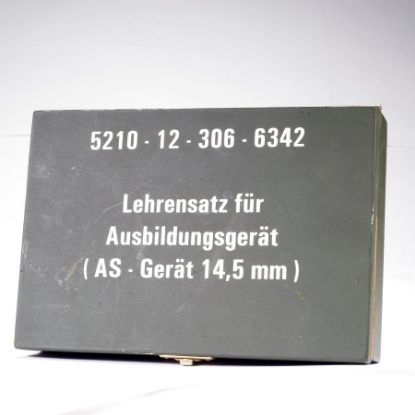 5210 - 12 - 306 - 6342
Lehrensatz für
Ausbildungsgerät
( AS - Gerät 14,5 mm )